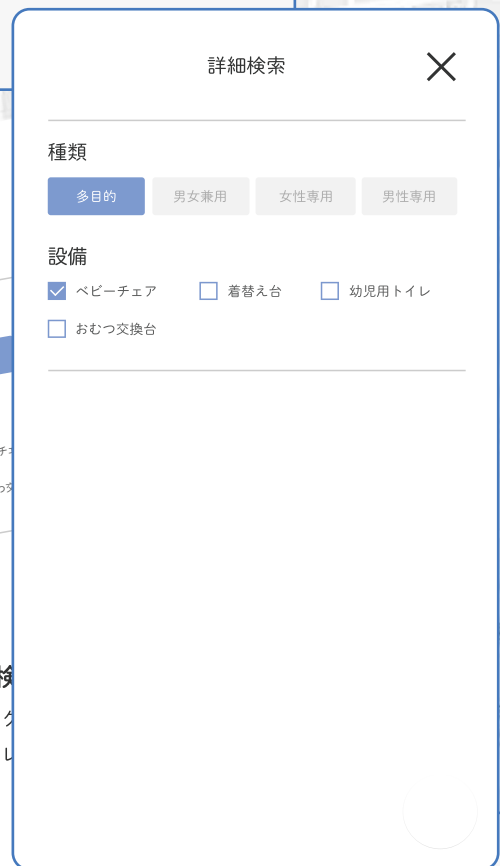 詳細検索
種類
多目的 男女兼用 女性専用 男性専用
設備
ベビーチェア 着替え台 幼児用トイレ
おむつ交換台
検